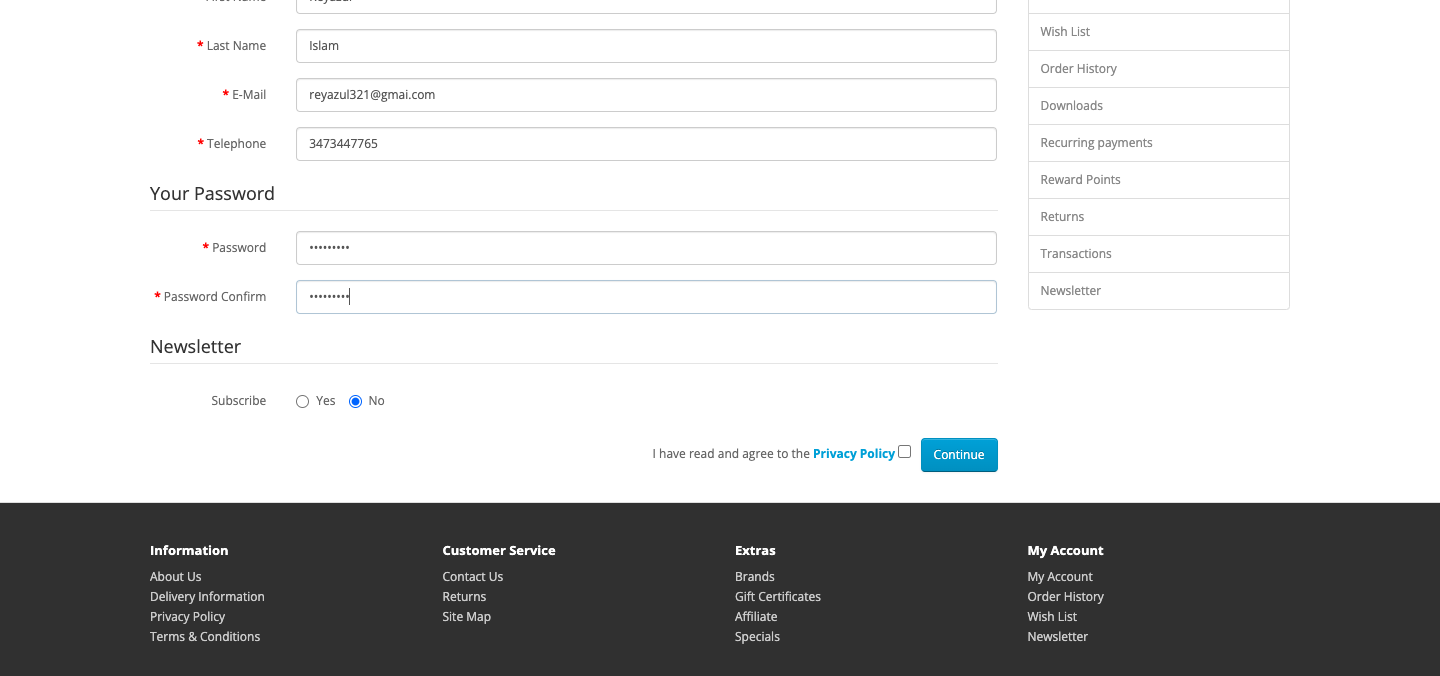 * Last Name Islam
* E-Mail reyazul321@gmai.com
* Telephone 3473447765
Your Password
* Password •••••••••
* Password Confirm •••••••••
Newsletter
Subscribe Yes No
I have read and agree to the Privacy Policy Continue
Wish List
Order History
Downloads
Recurring payments
Reward Points
Returns
Transactions
Newsletter
Information
About Us
Delivery Information
Privacy Policy
Terms & Conditions
Customer Service
Contact Us
Returns
Site Map
Extras
Brands
Gift Certificates
Affiliate
Specials
My Account
My Account
Order History
Wish List
Newsletter